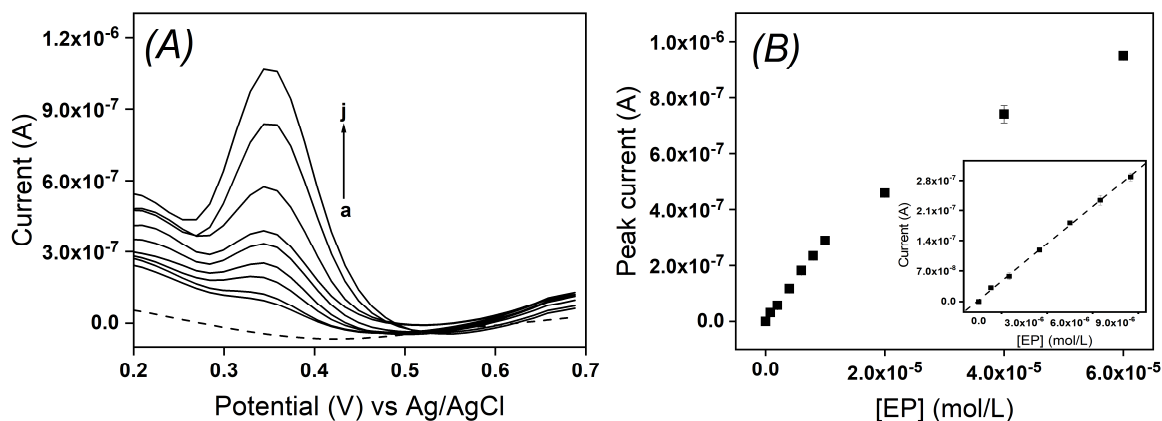 (A)
1.2x10⁻⁶
9.0x10⁻⁷
6.0x10⁻⁷
3.0x10⁻⁷
0.0
Current (A)
j
a
0.2 0.3 0.4 0.5 0.6 0.7
Potential (V) vs Ag/AgCl
(B)
1.0x10⁻⁶
8.0x10⁻⁷
6.0x10⁻⁷
4.0x10⁻⁷
2.0x10⁻⁷
0.0
Peak current (A)
0.0 2.0x10⁻⁵ 4.0x10⁻⁵ 6.0x10⁻⁵
[EP] (mol/L)
2.8x10⁻⁷
2.1x10⁻⁷
1.4x10⁻⁷
7.0x10⁻⁸
0.0
Current (A)
0.0 3.0x10⁻⁶ 6.0x10⁻⁶ 9.0x10⁻⁶
[EP] (mol/L)